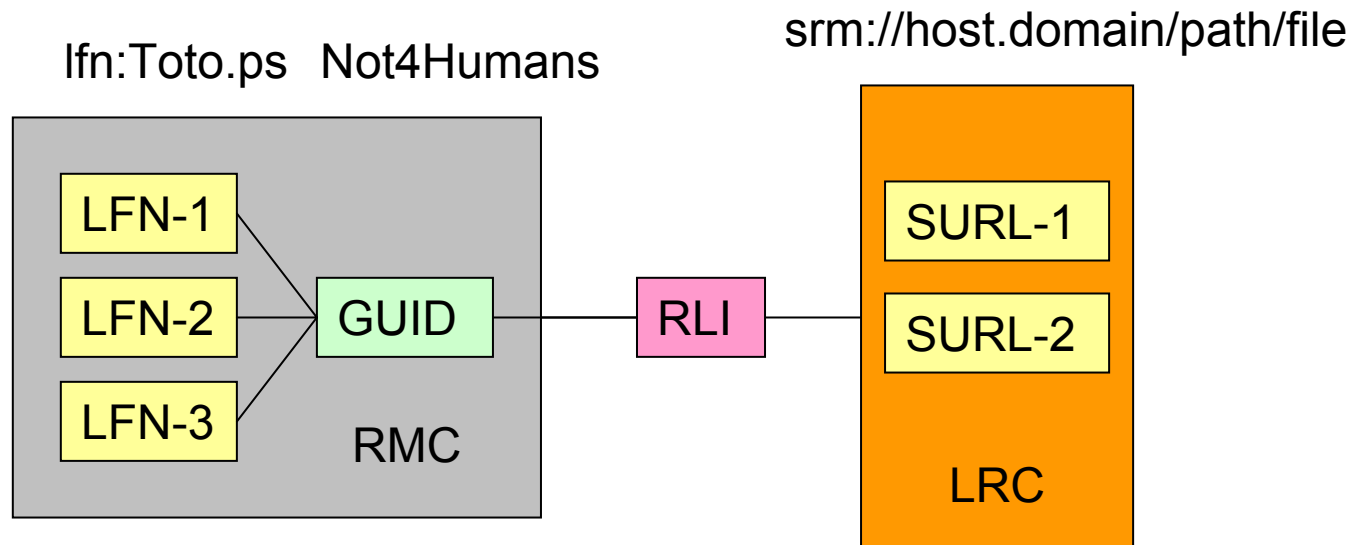 srm://host.domain/path/file
lfn:Toto.ps Not4Humans
LFN-1
LFN-2
LFN-3
GUID
RMC
RLI
SURL-1
SURL-2
LRC